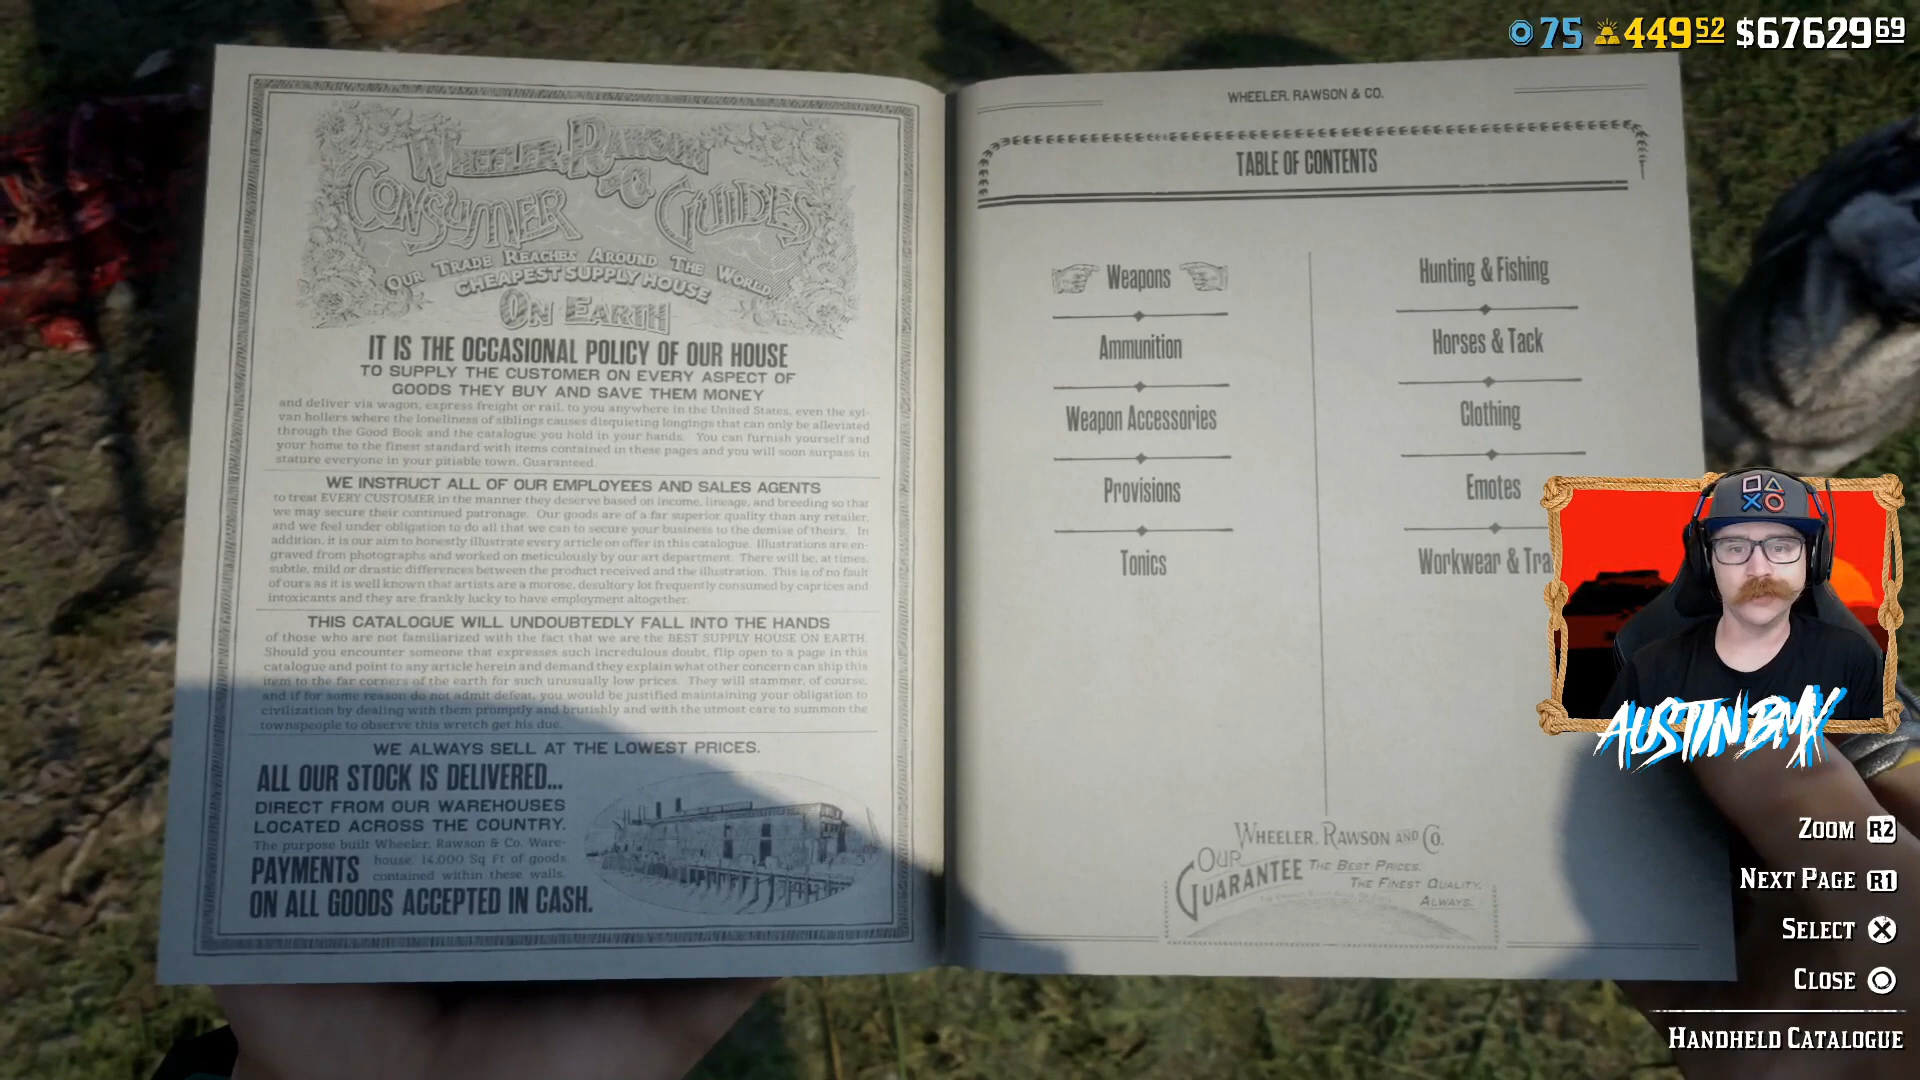 75 449 52 $67629 69
WHEELER, RAWSON
& CO.
CONSUMER GUIDES
OUR TRADE REACHES AROUND THE WORLD
CHEAPEST SUPPLY HOUSE
ON EARTH
IT IS THE OCCASIONAL POLICY OF OUR HOUSE
TO SUPPLY THE CUSTOMER ON EVERY ASPECT OF
GOODS THEY BUY AND SAVE THEM MONEY
and deliver via wagon, express freight or rail, to you anywhere in the United States, even the syl-
van hollers where the loneliness of siblings causes disquieting longings that can only be alleviated
through the Good Book and the catalogue you hold in your hands. You can furnish yourself and
your home to the finest standard with items contained in these pages and you will soon surpass in
stature everyone in your pitiable town. Guaranteed.
WE INSTRUCT ALL OF OUR EMPLOYEES AND SALES AGENTS
to treat EVERY CUSTOMER in the manner they deserve based on income, lineage, and breeding so that
we may secure their continued patronage. Our goods are of a far superior quality than any retailer,
and we feel under obligation to do all that we can to secure your business to the demise of theirs. In
addition, it is our aim to honestly illustrate every article on offer in this catalogue. Illustrations are en-
graved from photographs and worked on meticulously by our art department. There will be, at times,
subtle, mild or drastic differences between the product received and the illustration. This is of no fault
of ours as it is well known that artists are a morose, desultory lot frequently consumed by caprices and
intoxicants and they are frankly lucky to have employment altogether.
THIS CATALOGUE WILL UNDOUBTEDLY FALL INTO THE HANDS
of those who are not familiarized with the fact that we are the BEST SUPPLY HOUSE ON EARTH.
Should you encounter someone that expresses such incredulous doubt, flip open to a page in this
catalogue and point to any article herein and demand they explain what other concern can ship this
item to the far corners of the earth for such unusually low prices. They will stammer, of course,
and if for some reason do not admit defeat, you would be justified maintaining your obligation to
civilization by dealing with them promptly and brutishly and with the utmost care to summon the
townspeople to observe this wretch get his due.
WE ALWAYS SELL AT THE LOWEST PRICES.
ALL OUR STOCK IS DELIVERED...
DIRECT FROM OUR WAREHOUSES
LOCATED ACROSS THE COUNTRY.
The purpose built Wheeler, Rawson & Co. Ware-
house. 14,000 Sq Ft of goods
contained within these walls.
PAYMENTS
ON ALL GOODS ACCEPTED IN CASH.
WHEELER, RAWSON & CO.
TABLE OF CONTENTS
Weapons
Ammunition
Weapon Accessories
Provisions
Tonics
Hunting & Fishing
Horses & Tack
Clothing
Emotes
Workwear & Tra
WHEELER, RAWSON AND CO.
OUR GUARANTEE THE BEST PRICES.
THE FINEST QUALITY.
ALWAYS.
AUSTIN BMX
ZOOM R2
NEXT PAGE R1
SELECT
CLOSE
HANDHELD CATALOGUE